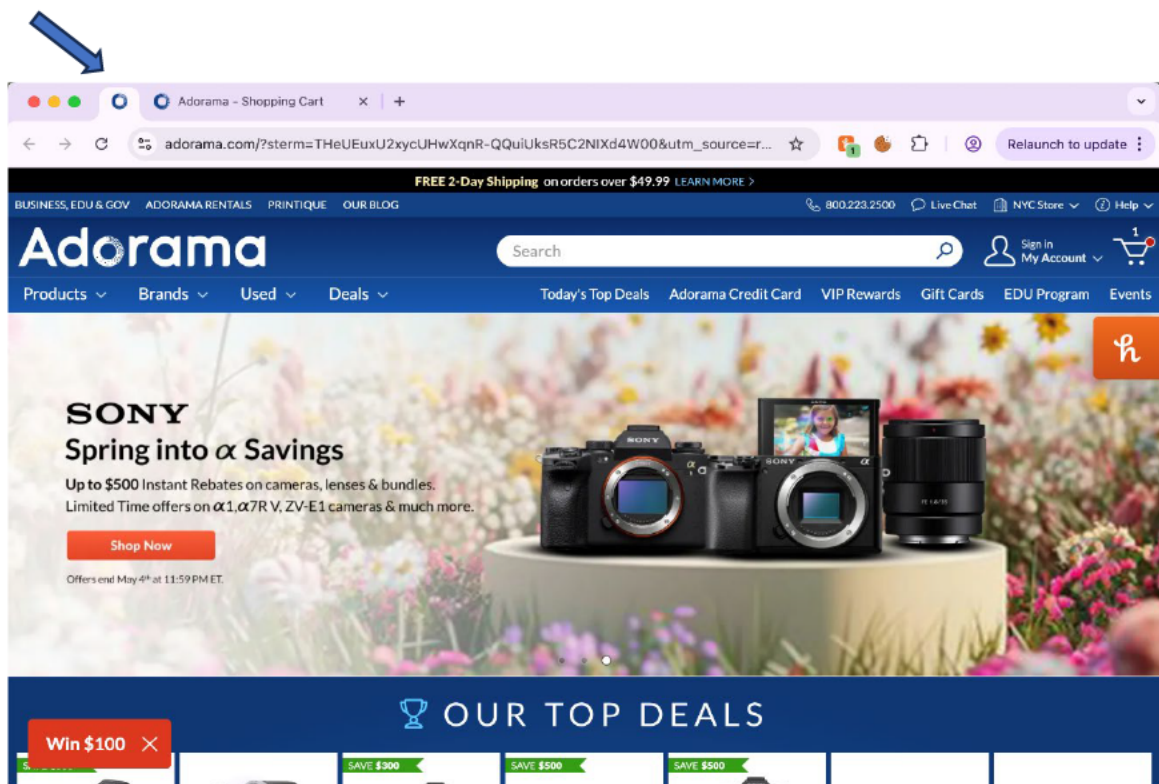 Adorama – Shopping Cart
adorama.com/?sterm=THeUEuxU2xycUHwXqnR-QQuiUksR5C2NIXd4W00&utm_source=r...
1
Relaunch to update
FREE 2-Day Shipping on orders over $49.99 LEARN MORE >
BUSINESS, EDU & GOV ADORAMA RENTALS PRINTIQUE OUR BLOG 800.223.2500 Live Chat NYC Store Help
Adorama
Search
Sign in
My Account
1
Products Brands Used Deals Today's Top Deals Adorama Credit Card VIP Rewards Gift Cards EDU Program Events
h
SONY
Spring into α Savings
Up to $500 Instant Rebates on cameras, lenses & bundles.
Limited Time offers on α1,α7R V, ZV-E1 cameras & much more.
Shop Now
Offers end May 4th at 11:59 PM ET.
SONY
α
SONY
α
OUR TOP DEALS
Win $100
SAVE $300
SAVE $500
SAVE $500